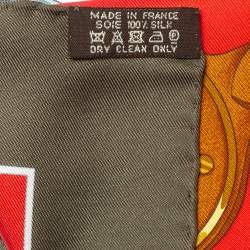 MADE IN FRANCE
SOIE 100% SILK
DRY CLEAN ONLY